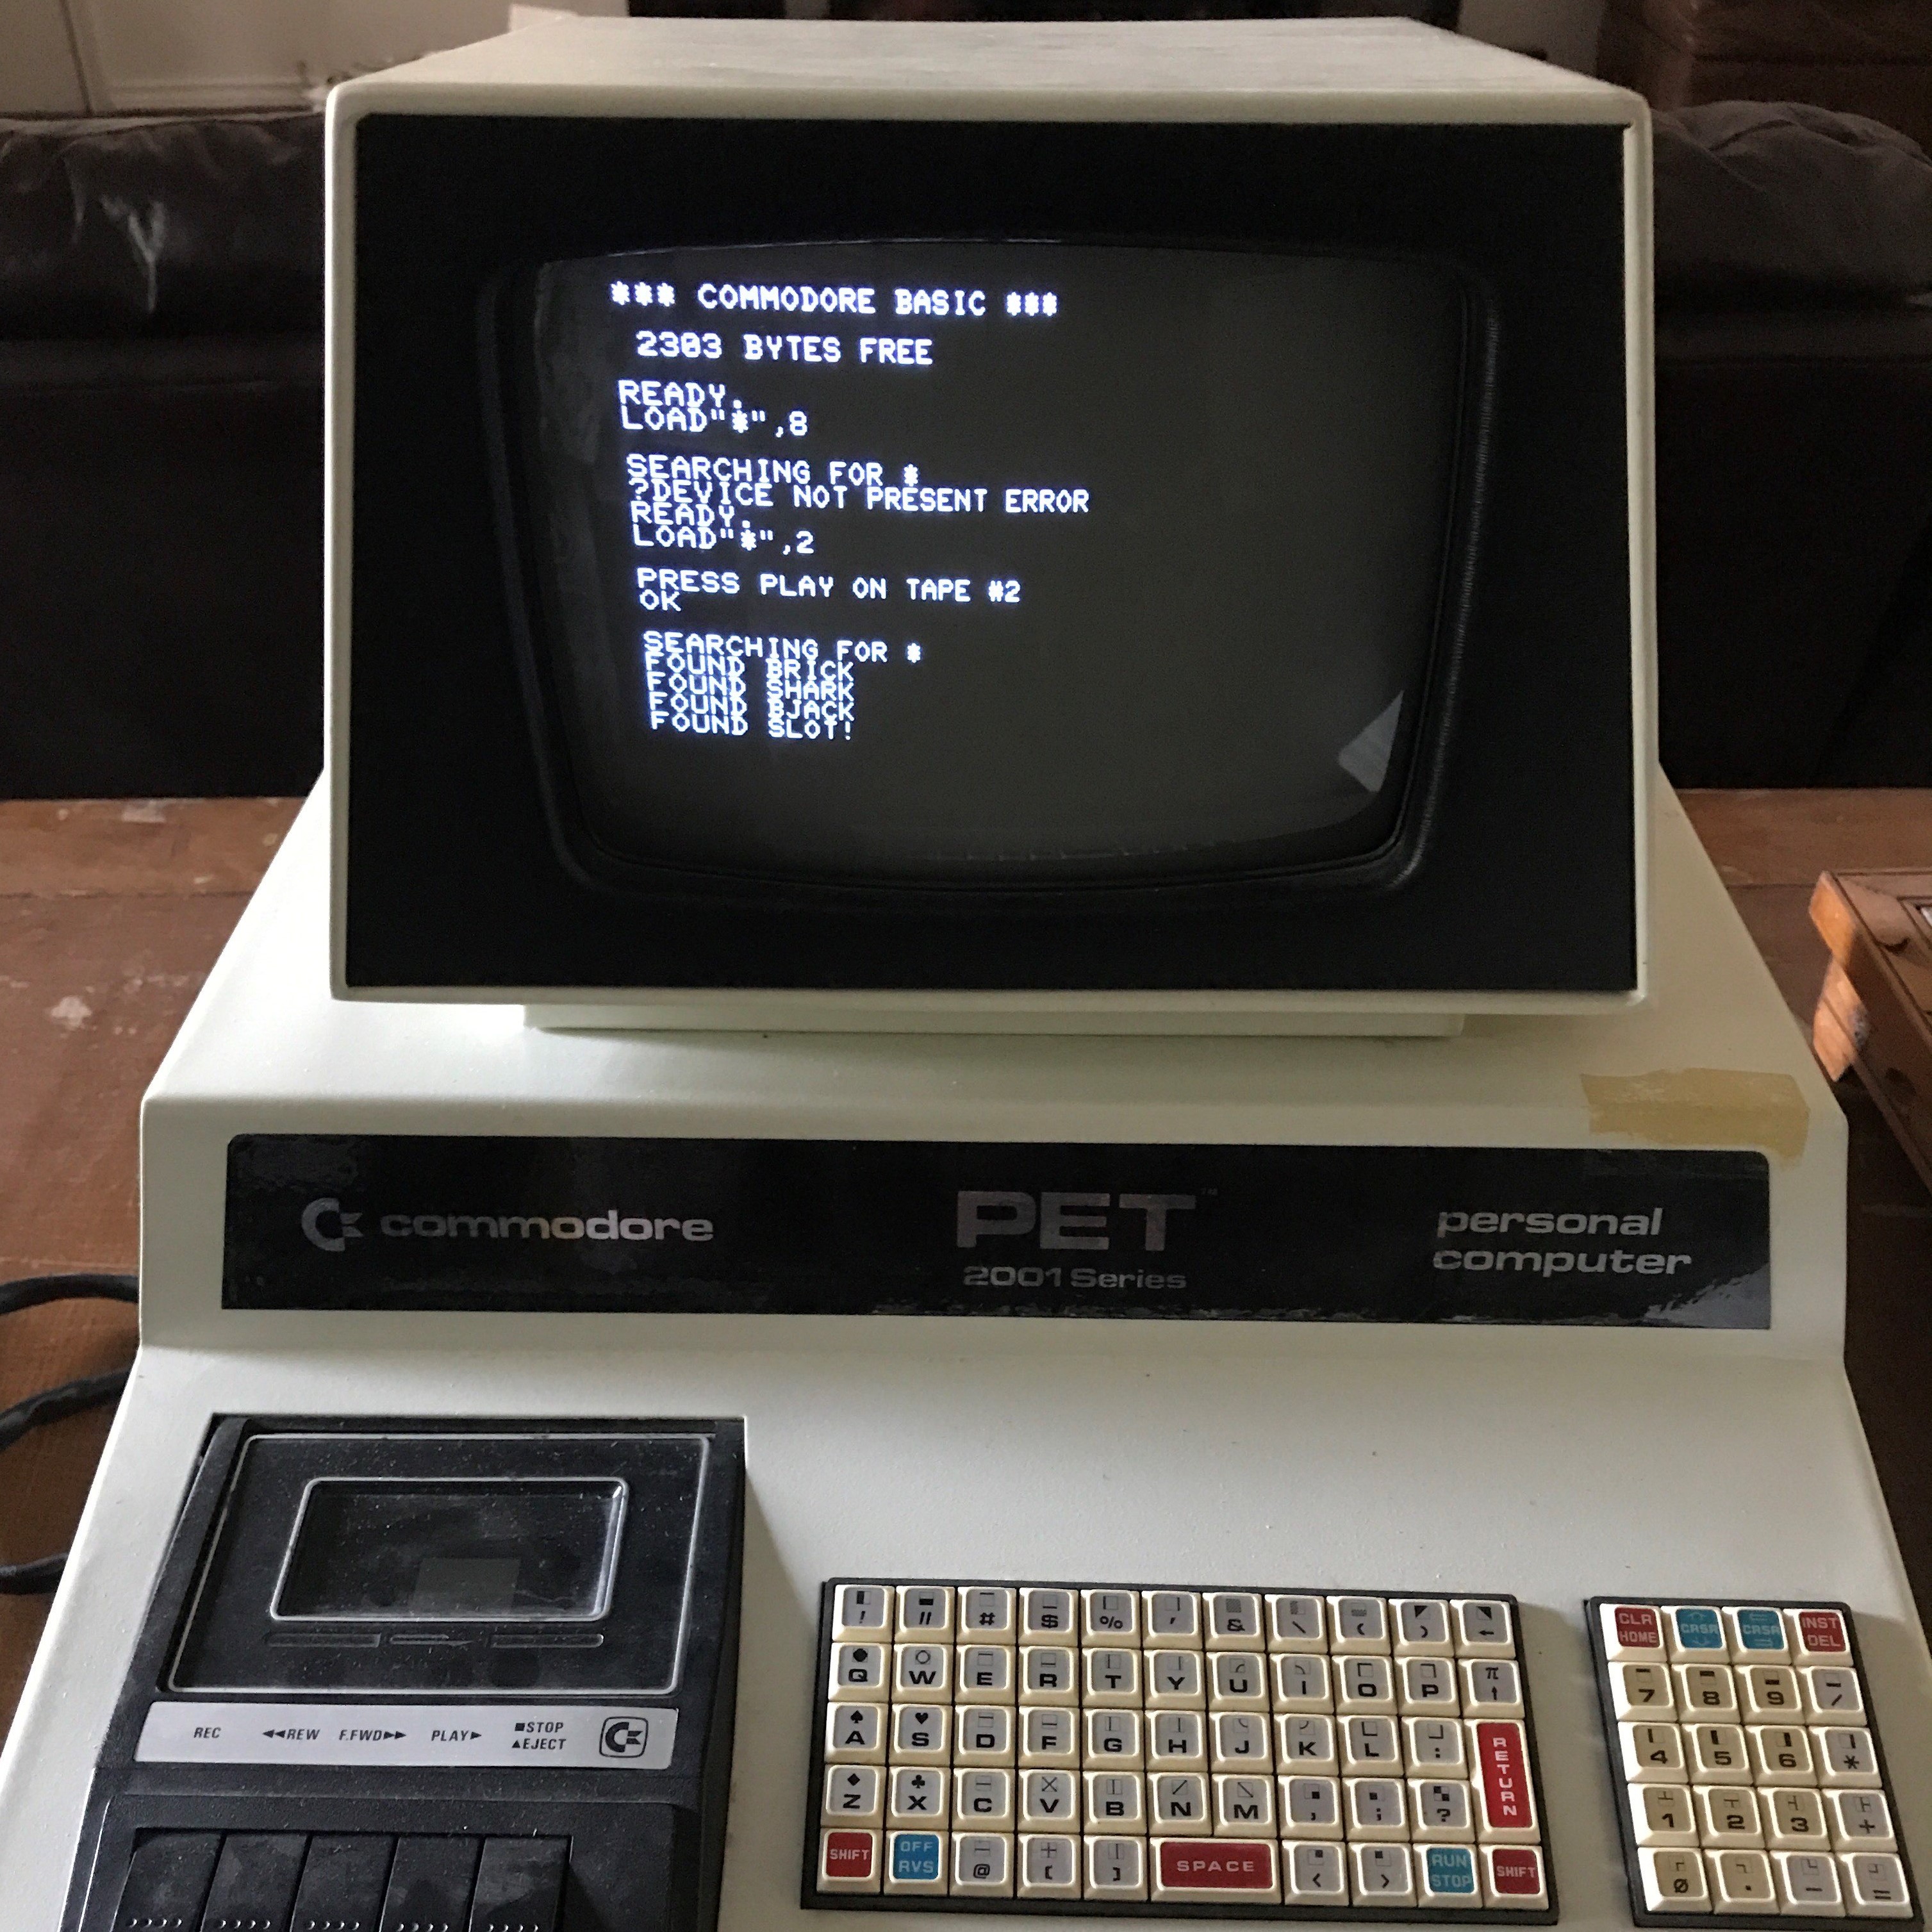 *** COMMODORE BASIC ***
2303 BYTES FREE
READY.
LOAD"*",8
SEARCHING FOR *
?DEVICE NOT PRESENT ERROR
READY.
LOAD"*",2
PRESS PLAY ON TAPE #2
OK
SEARCHING FOR *
FOUND BRICK
FOUND SHARK
FOUND BJACK
FOUND SLOT!
commodore PET™ personal
2001 Series computer
REC ◄◄REW F.FWD►► PLAY► ■STOP
▲EJECT
! " # $ % ' & \ ( ) ←
Q W E R T Y U I O P π ↑
A S D F G H J K L : RETURN
Z X C V B N M , ; ?
SHIFT OFF RVS @ [ ] SPACE < > RUN STOP SHIFT
CLR HOME CRSR CRSR INST DEL
7 8 9 /
4 5 6 *
1 2 3 +
0 . - =